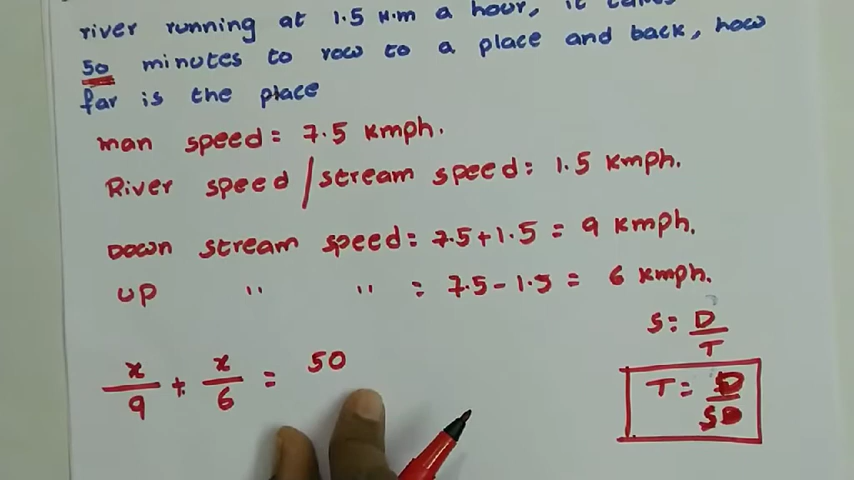 river running at 1.5 K.m a hour, it takes
50 minutes to row to a place and back, how
far is the place
man speed = 7.5 kmph.
River speed / stream speed = 1.5 kmph.
Down stream speed = 7.5 + 1.5 = 9 kmph.
up " " = 7.5 - 1.5 = 6 kmph.
S = D/T
x/9 + x/6 = 50
T = D/S